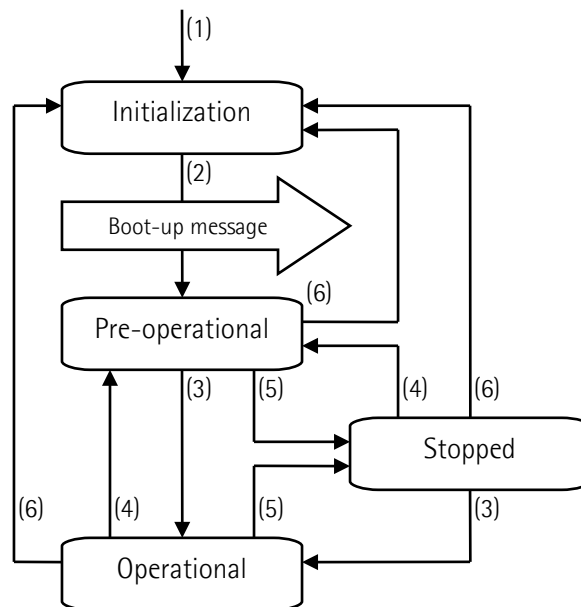 (1)
Initialization
(2)
Boot-up message
(6)
Pre-operational
(3)
(5)
(4)
(6)
Stopped
(6)
(4)
(5)
(3)
Operational